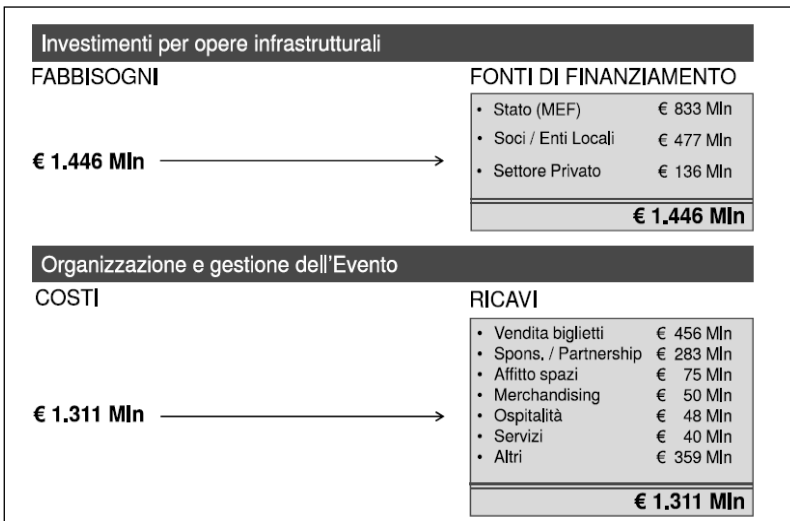 Investimenti per opere infrastrutturali
FABBISOGNI
FONTI DI FINANZIAMENTO
• Stato (MEF) € 833 Mln
• Soci / Enti Locali € 477 Mln
€ 1.446 Mln
• Settore Privato € 136 Mln
€ 1.446 Mln
Organizzazione e gestione dell'Evento
COSTI
RICAVI
• Vendita biglietti € 456 Mln
• Spons. / Partnership € 283 Mln
• Affitto spazi € 75 Mln
• Merchandising € 50 Mln
€ 1.311 Mln
• Ospitalità € 48 Mln
• Servizi € 40 Mln
• Altri € 359 Mln
€ 1.311 Mln